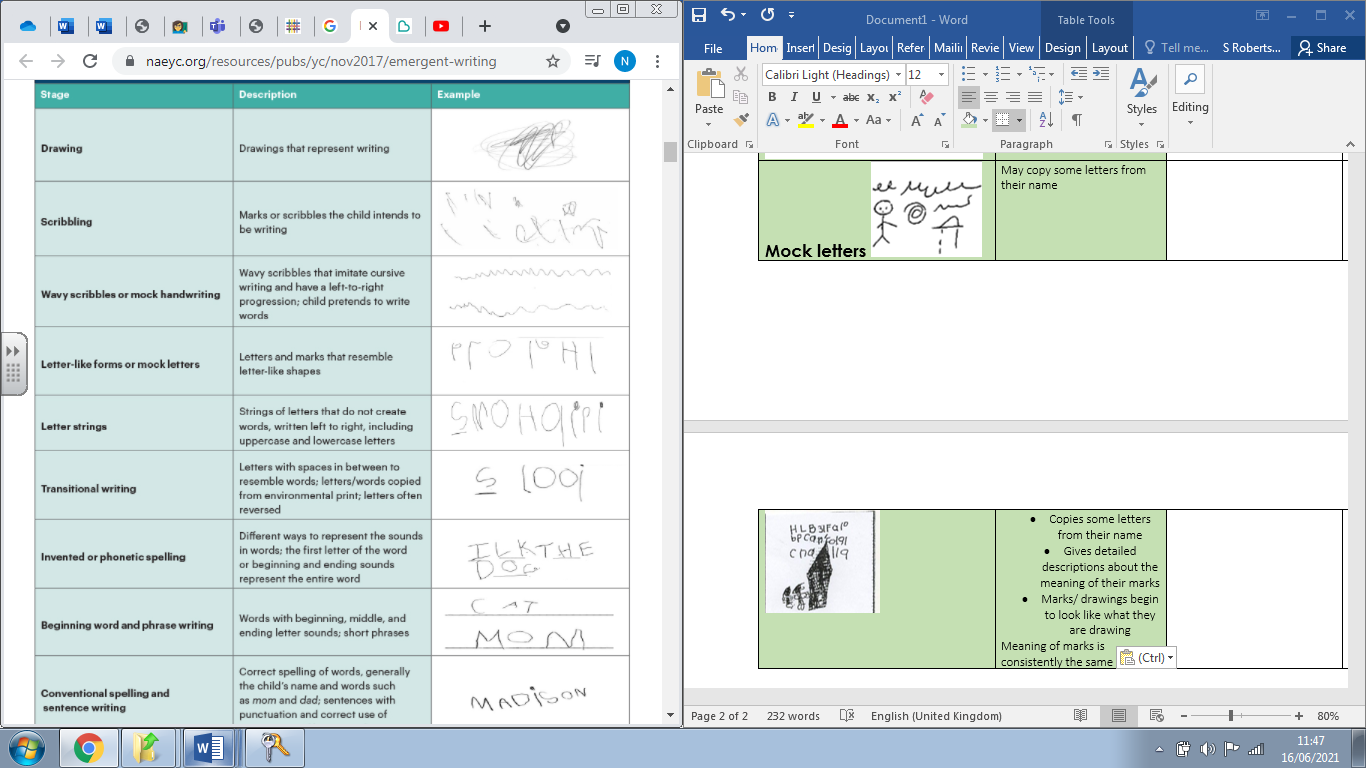 naeyc.org/resources/pubs/yc/nov2017/emergent-writing
N
Stage Description Example
Drawing Drawings that represent writing
Scribbling Marks or scribbles the child intends to
be writing
Wavy scribbles or mock handwriting Wavy scribbles that imitate cursive
writing and have a left-to-right
progression; child pretends to write
words
Letter-like forms or mock letters Letters and marks that resemble
letter-like shapes
Letter strings Strings of letters that do not create
words, written left to right, including
uppercase and lowercase letters
Transitional writing Letters with spaces in between to
resemble words; letters/words copied
from environmental print; letters often
reversed
Invented or phonetic spelling Different ways to represent the sounds
in words; the first letter of the word
or beginning and ending sounds
represent the entire word
ILKTHE
DOG
Beginning word and phrase writing Words with beginning, middle, and
ending letter sounds; short phrases
CAT
MOM
Conventional spelling and
sentence writing
Correct spelling of words, generally
the child's name and words such
as mom and dad; sentences with
punctuation and correct use of
MADiSON
Document1 - Word Table Tools
File Hom Insert Desig Layou Refer Mailin Revie View Design Layout Tell me... S Roberts... Share
Calibri Light (Headings) 12
Paste B I U abc x₂ x² A A Aa A A Styles Editing
Clipboard Font Paragraph Styles
Mock letters
May copy some letters from
their name
• Copies some letters
from their name
• Gives detailed
descriptions about the
meaning of their marks
• Marks/ drawings begin
to look like what they
are drawing
Meaning of marks is
consistently the same
(Ctrl)
Page 2 of 2 232 words English (United Kingdom) 80%
11:47
16/06/2021